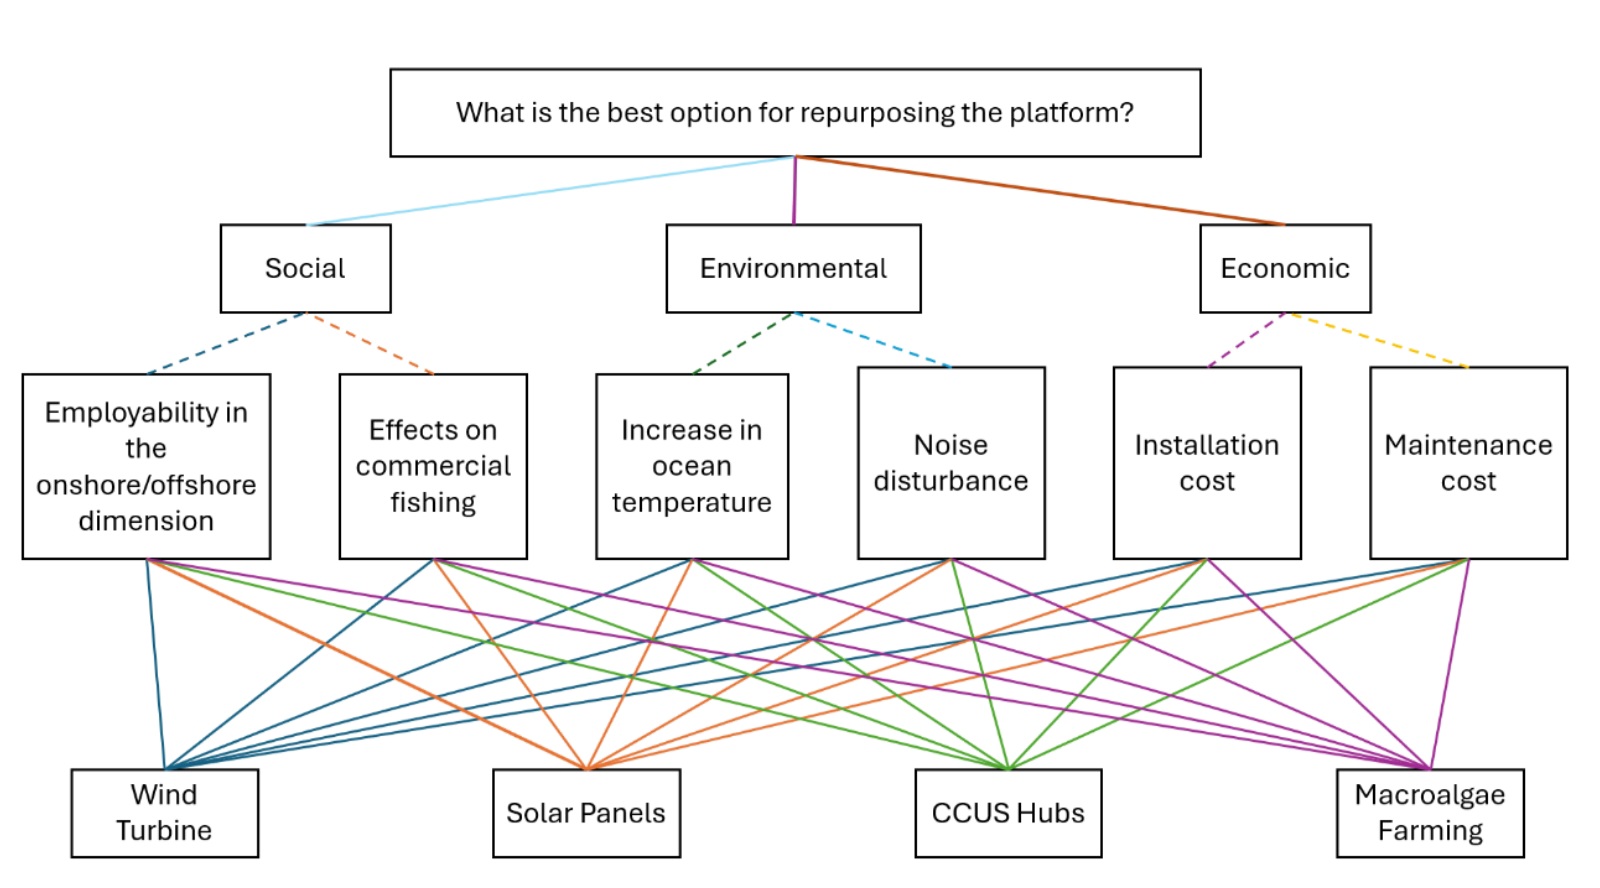 What is the best option for repurposing the platform?
Social
Environmental
Economic
Employability in
the
onshore/offshore
dimension
Effects on
commercial
fishing
Increase in
ocean
temperature
Noise
disturbance
Installation
cost
Maintenance
cost
Wind
Turbine
Solar Panels
CCUS Hubs
Macroalgae
Farming